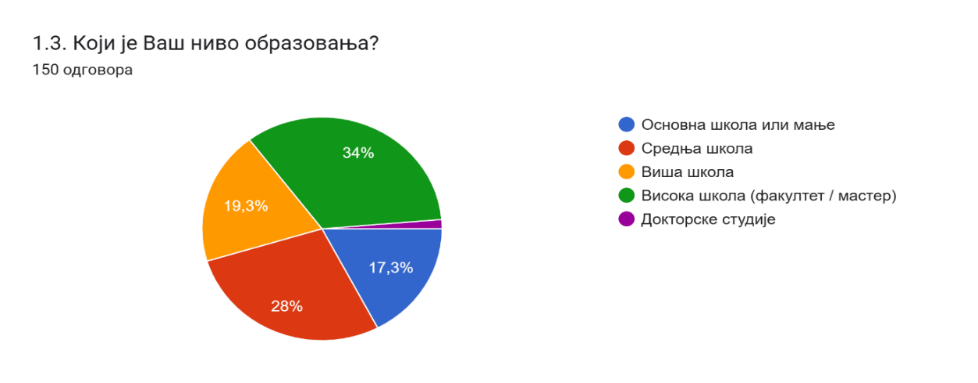 1.3. Који је Ваш ниво образовања?
150 одговора
Основна школа или мање
Средња школа
Виша школа
Висока школа (факултет / мастер)
Докторске студије
34%
19,3%
17,3%
28%